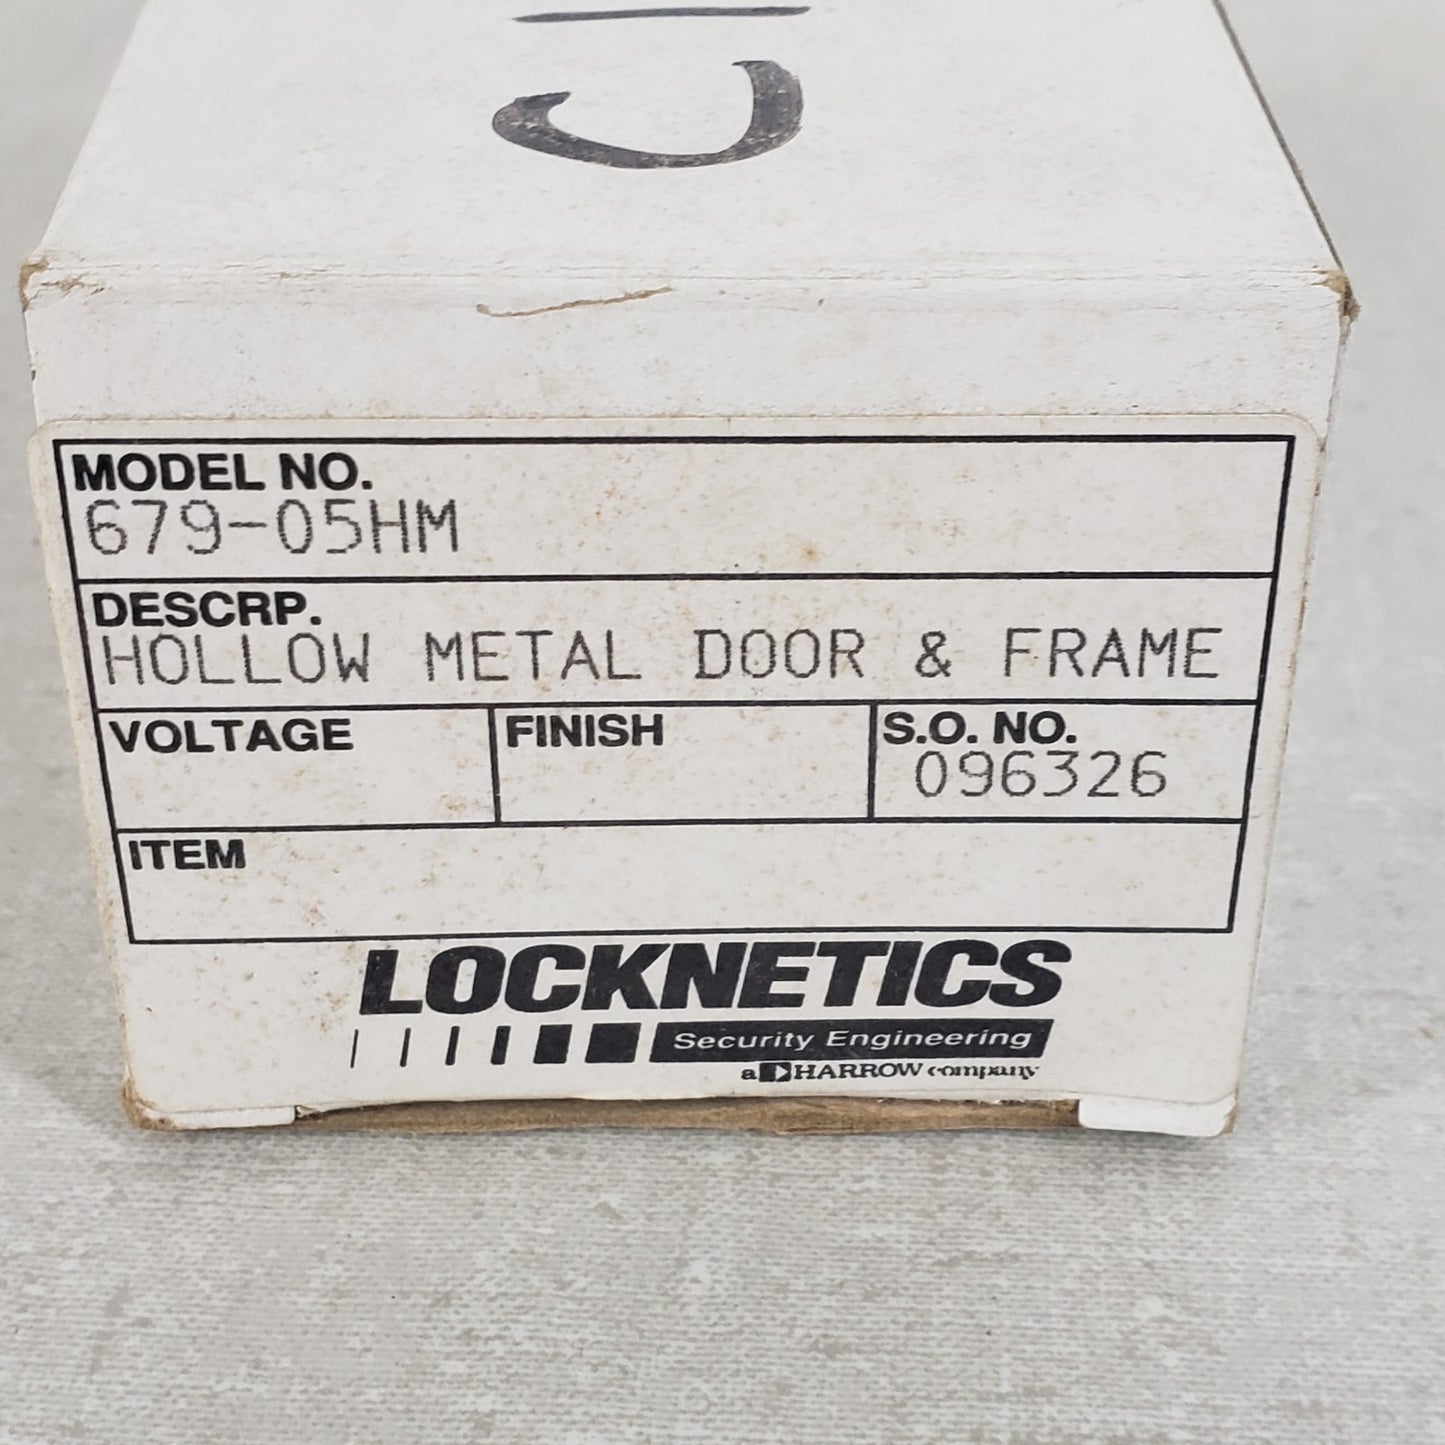 MODEL NO.
679-05HM
DESCRP.
HOLLOW METAL DOOR & FRAME
VOLTAGE
FINISH
S.O. NO.
096326
ITEM
LOCKNETICS
Security Engineering
a HARROW company